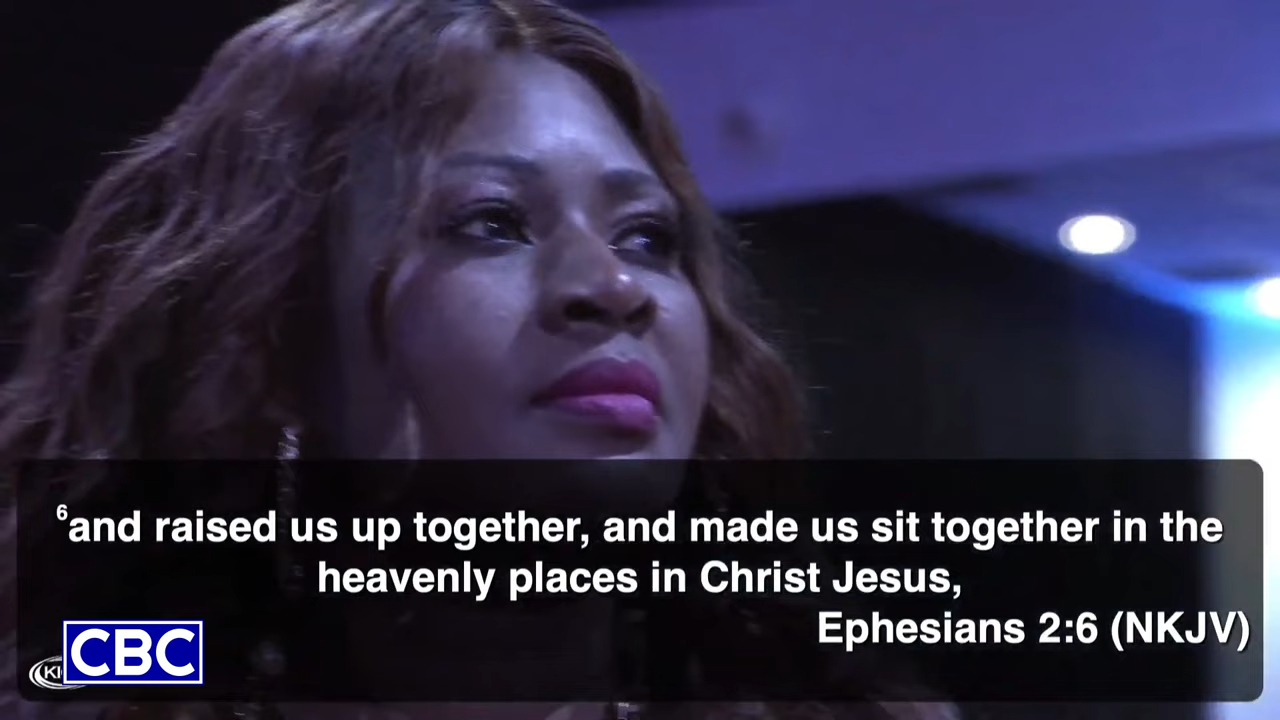 ⁶and raised us up together, and made us sit together in the
heavenly places in Christ Jesus,
Ephesians 2:6 (NKJV)
CBC